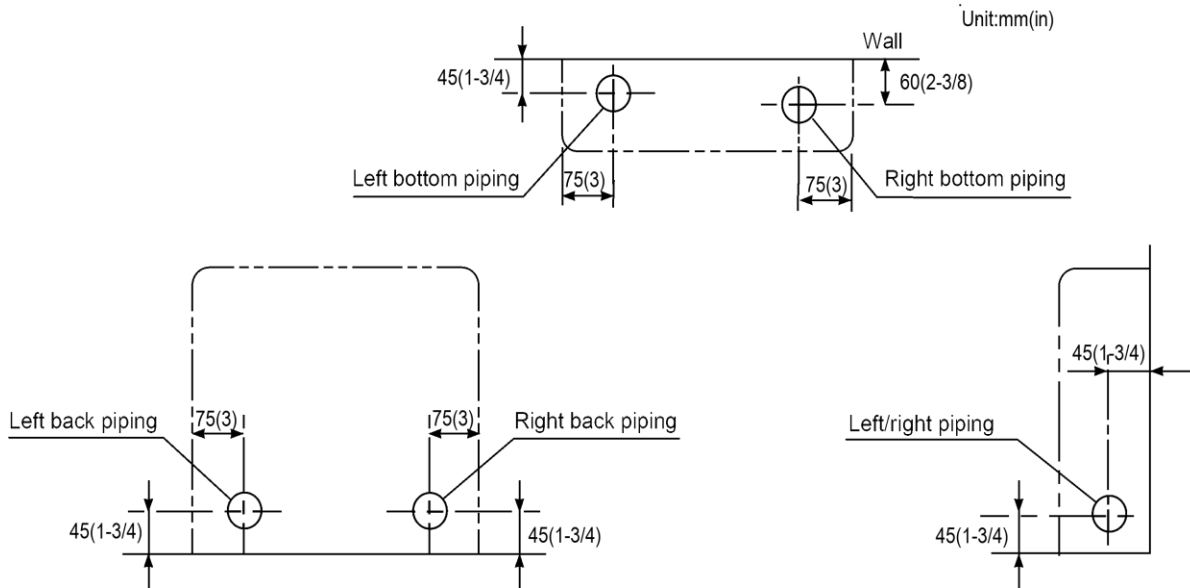 Unit:mm(in)
Wall
45(1-3/4)
60(2-3/8)
Left bottom piping
75(3)
75(3)
Right bottom piping
45(1-3/4)
Left back piping
75(3)
75(3)
Right back piping
Left/right piping
45(1-3/4)
45(1-3/4)
45(1-3/4)